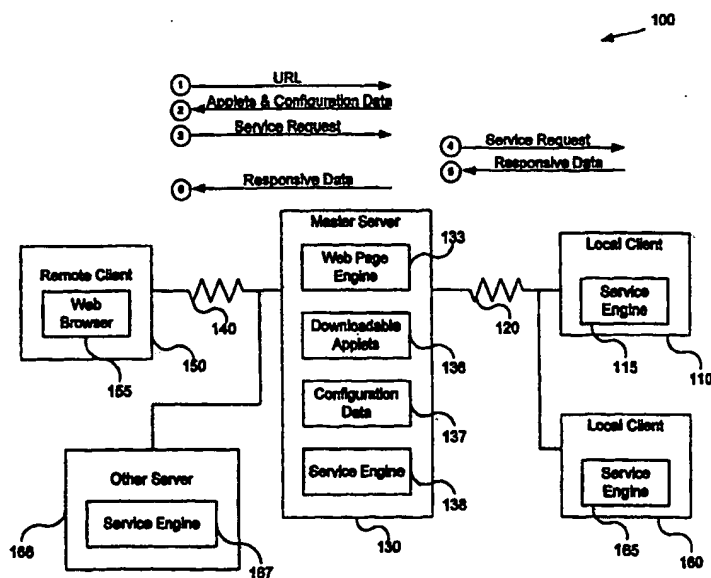 100
1 URL
2 Applets & Configuration Data
3 Service Request
4 Service Request
5 Responsive Data
6 Responsive Data
Master Server
Web Page
Engine
133
Remote Client
Web
Browser
155
150
140
Downloadable
Applets
136
Configuration
Data
137
Service Engine
138
130
120
Local Client
Service
Engine
115
110
Other Server
Service Engine
166
167
Local Client
Service
Engine
165
160